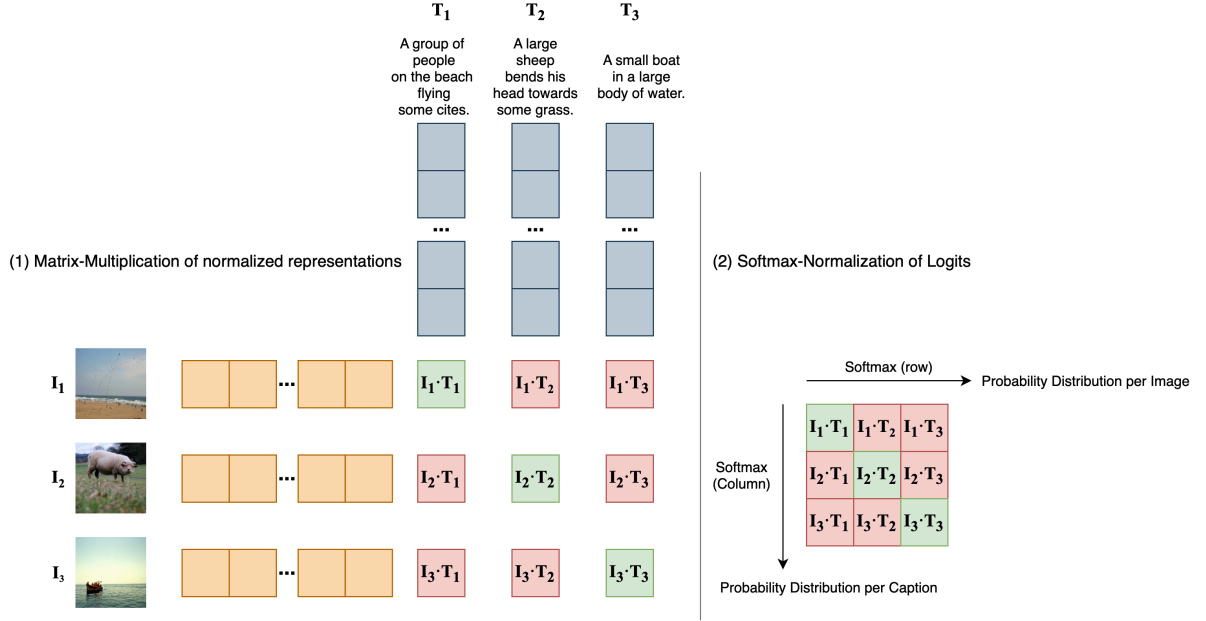 T1
T2
T3
A group of
people
on the beach
flying
some cites.
A large
sheep
bends his
head towards
some grass.
A small boat
in a large
body of water.
...
...
...
(1) Matrix-Multiplication of normalized representations
(2) Softmax-Normalization of Logits
I1
...
I1·T1
I1·T2
I1·T3
I2
...
I2·T1
I2·T2
I2·T3
I3
...
I3·T1
I3·T2
I3·T3
Softmax (row)
Probability Distribution per Image
Softmax
(Column)
I1·T1 I1·T2 I1·T3
I2·T1 I2·T2 I2·T3
I3·T1 I3·T2 I3·T3
Probability Distribution per Caption